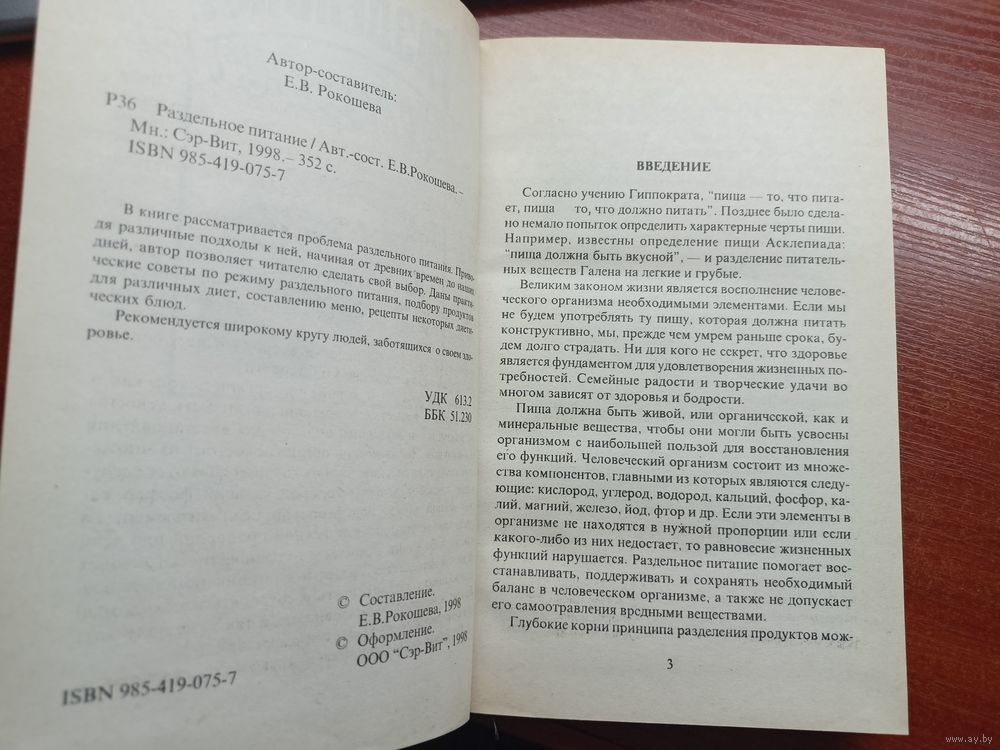 Автор-составитель:
Е.В. Рокошева
Р36 Раздельное питание / Авт.-сост. Е.В.Рокошева.–
Мн.: Сэр-Вит, 1998.– 352 с.
ISBN 985-419-075-7
В книге рассматривается проблема раздельного питания. Приво-
дя различные подходы к ней, начиная от древних времен до наших
дней, автор позволяет читателю сделать свой выбор. Даны практи-
ческие советы по режиму раздельного питания, подбору продуктов
для различных диет, составлению меню, рецепты некоторых диети-
ческих блюд.
Рекомендуется широкому кругу людей, заботящихся о своем здо-
ровье.
УДК 613.2
ББК 51.230
© Составление.
Е.В.Рокошева, 1998
© Оформление.
ООО “Сэр-Вит”, 1998
ISBN 985-419-075-7
ВВЕДЕНИЕ
Согласно учению Гиппократа, "пища — то, что пита-
ет, пища то, что должно питать". Позднее было сдела-
но немало попыток определить характерные черты пищи.
Например, известны определение пищи Асклепиада:
"пища должна быть вкусной", — и разделение питатель-
ных веществ Галена на легкие и грубые.
Великим законом жизни является восполнение челове-
ческого организма необходимыми элементами. Если мы
не будем употреблять ту пищу, которая должна питать
конструктивно, мы, прежде чем умрем раньше срока, бу-
дем долго страдать. Ни для кого не секрет, что здоровье
является фундаментом для удовлетворения жизненных по-
требностей. Семейные радости и творческие удачи во
многом зависят от здоровья и бодрости.
Пища должна быть живой, или органической, как и
минеральные вещества, чтобы они могли быть усвоены
организмом с наибольшей пользой для восстановления
его функций. Человеческий организм состоит из множе-
ства компонентов, главными из которых являются следу-
ющие: кислород, углерод, водород, кальций, фосфор, ка-
лий, магний, железо, йод, фтор и др. Если эти элементы в
организме не находятся в нужной пропорции или если
какого-либо из них недостает, то равновесие жизненных
функций нарушается. Раздельное питание помогает вос-
станавливать, поддерживать и сохранять необходимый
баланс в человеческом организме, а также не допускает
его самоотравления вредными веществами.
Глубокие корни принципа разделения продуктов мож-
3
www.ay.by